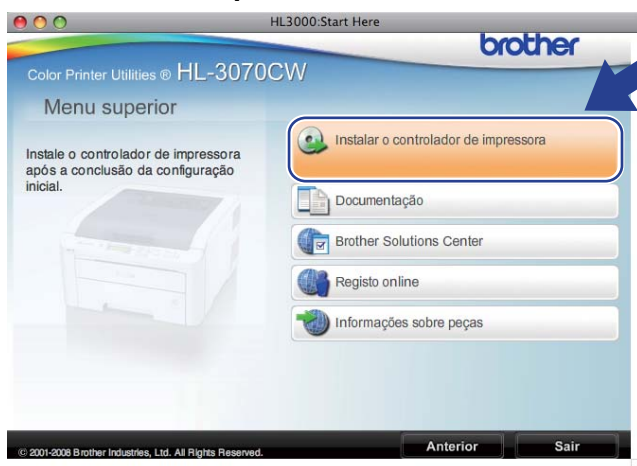 HL3000:Start Here
brother
Color Printer Utilities ® HL-3070CW
Menu superior
Instale o controlador de impressora
após a conclusão da configuração
inicial.
Instalar o controlador de impressora
Documentação
Brother Solutions Center
Registo online
Informações sobre peças
© 2001-2008 Brother Industries, Ltd. All Rights Reserved.
Anterior
Sair